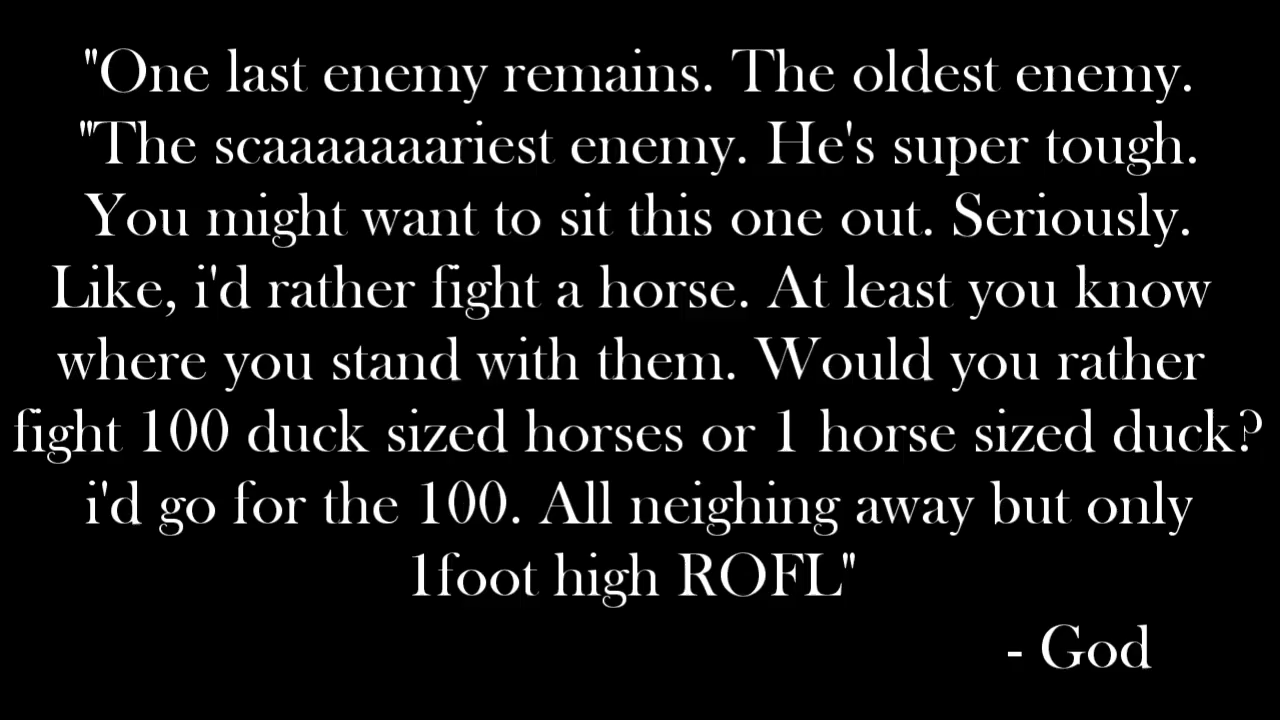 "One last enemy remains. The oldest enemy.
"The scaaaaaaariest enemy. He's super tough.
You might want to sit this one out. Seriously.
Like, i'd rather fight a horse. At least you know
where you stand with them. Would you rather
fight 100 duck sized horses or 1 horse sized duck?
i'd go for the 100. All neighing away but only
1foot high ROFL"
- God